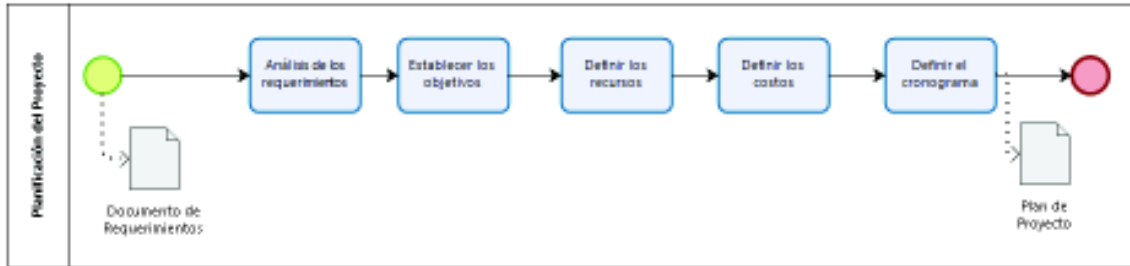 Planificación del Proyecto
Análisis de los
requerimientos
Establecer los
objetivos
Definir los
recursos
Definir los
costos
Definir el
cronograma
Documento de
Requerimientos
Plan de
Proyecto